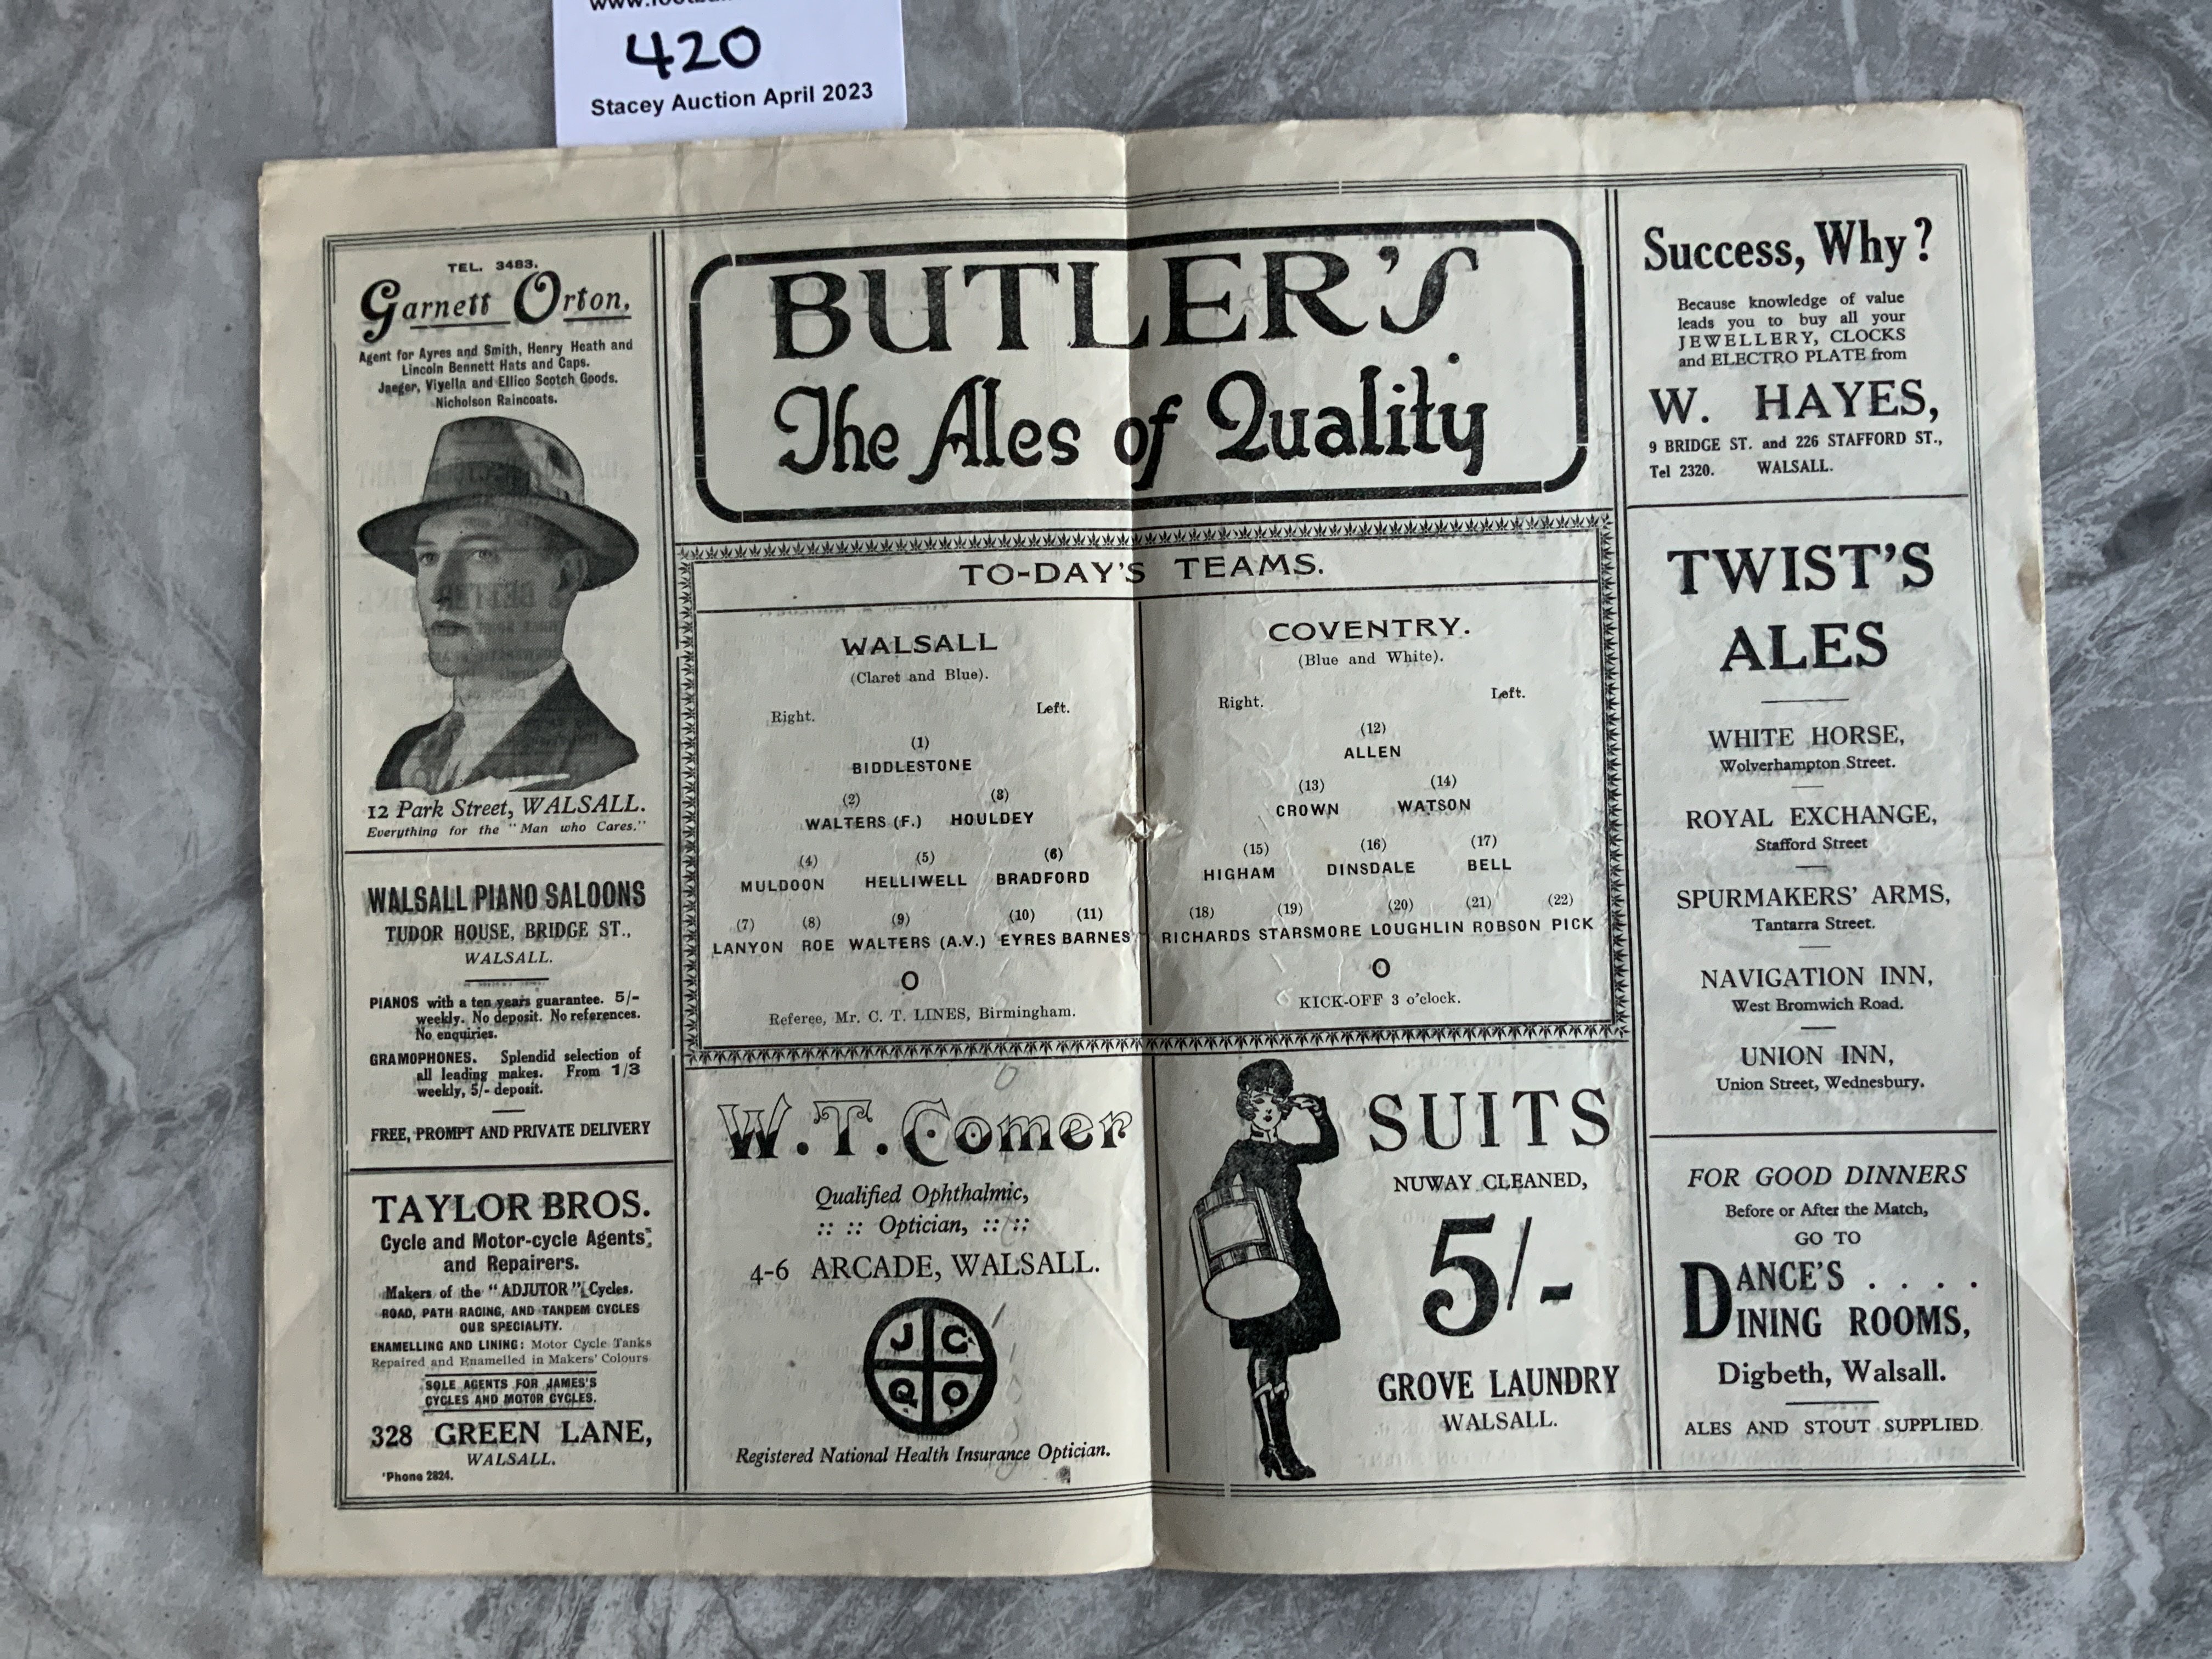 420
Stacey Auction April 2023
TEL. 3483.
Garnett Orton,
Agent for Ayres and Smith, Henry Heath and
Lincoln Bennett Hats and Caps.
Jaeger, Viyella and Ellico Scotch Goods.
Nicholson Raincoats.
12 Park Street, WALSALL.
Everything for the "Man who Cares."
WALSALL PIANO SALOONS
TUDOR HOUSE, BRIDGE ST.,
WALSALL.
PIANOS with a ten years guarantee. 5/-
weekly. No deposit. No references.
No enquiries.
GRAMOPHONES. Splendid selection of
all leading makes. From 1/3
weekly, 5/- deposit.
FREE, PROMPT AND PRIVATE DELIVERY
TAYLOR BROS.
Cycle and Motor-cycle Agents,
and Repairers.
Makers of the "ADJUTOR" Cycles.
ROAD, PATH RACING, AND TANDEM CYCLES
OUR SPECIALITY.
ENAMELLING AND LINING: Motor Cycle Tanks
Repaired and Enamelled in Makers' Colours
SOLE AGENTS FOR JAMES'S
CYCLES AND MOTOR CYCLES.
328 GREEN LANE,
WALSALL.
'Phone 2824.
BUTLER'S
The Ales of Quality
TO-DAY'S TEAMS.
WALSALL
(Claret and Blue).
Right. Left.
(1)
BIDDLESTONE
(2) (3)
WALTERS (F.) HOULDEY
(4) (5) (6)
MULDOON HELLIWELL BRADFORD
(7) (8) (9) (10) (11)
LANYON ROE WALTERS (A.V.) EYRES BARNES
O
Referee, Mr. C. T. LINES, Birmingham.
COVENTRY.
(Blue and White).
Right. Left.
(12)
ALLEN
(13) (14)
CROWN WATSON
(15) (16) (17)
HIGHAM DINSDALE BELL
(18) (19) (20) (21) (22)
RICHARDS STARSMORE LOUGHLIN ROBSON PICK
O
KICK-OFF 3 o'clock.
W. T. Comer
Qualified Ophthalmic,
:: :: Optician, :: ::
4-6 ARCADE, WALSALL.
J C
Q O
Registered National Health Insurance Optician.
SUITS
NUWAY CLEANED,
5/-
GROVE LAUNDRY
WALSALL.
Success, Why?
Because knowledge of value
leads you to buy all your
JEWELLERY, CLOCKS
and ELECTRO PLATE from
W. HAYES,
9 BRIDGE ST. and 226 STAFFORD ST.,
Tel 2320. WALSALL.
TWIST'S
ALES
WHITE HORSE,
Wolverhampton Street.
ROYAL EXCHANGE,
Stafford Street
SPURMAKERS' ARMS,
Tantarra Street.
NAVIGATION INN,
West Bromwich Road.
UNION INN,
Union Street, Wednesbury.
FOR GOOD DINNERS
Before or After the Match,
GO TO
DANCE'S . . . .
DINING ROOMS,
Digbeth, Walsall.
ALES AND STOUT SUPPLIED